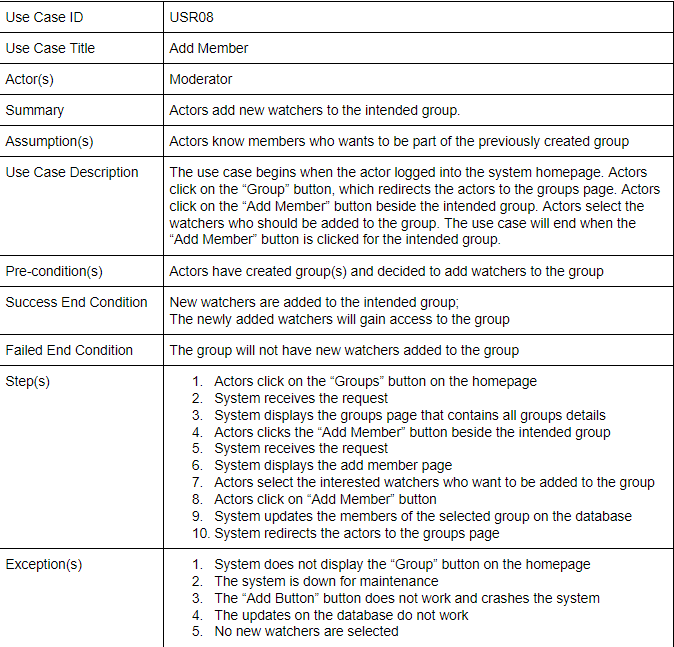 Use Case ID
USR08
Use Case Title
Add Member
Actor(s)
Moderator
Summary
Actors add new watchers to the intended group.
Assumption(s)
Actors know members who wants to be part of the previously created group
Use Case Description
The use case begins when the actor logged into the system homepage. Actors
click on the “Group” button, which redirects the actors to the groups page. Actors
click on the “Add Member” button beside the intended group. Actors select the
watchers who should be added to the group. The use case will end when the
“Add Member” button is clicked for the intended group.
Pre-condition(s)
Actors have created group(s) and decided to add watchers to the group
Success End Condition
New watchers are added to the intended group;
The newly added watchers will gain access to the group
Failed End Condition
The group will not have new watchers added to the group
Step(s)
1. Actors click on the “Groups” button on the homepage
2. System receives the request
3. System displays the groups page that contains all groups details
4. Actors clicks the “Add Member” button beside the intended group
5. System receives the request
6. System displays the add member page
7. Actors select the interested watchers who want to be added to the group
8. Actors click on “Add Member” button
9. System updates the members of the selected group on the database
10. System redirects the actors to the groups page
Exception(s)
1. System does not display the “Group” button on the homepage
2. The system is down for maintenance
3. The “Add Button” button does not work and crashes the system
4. The updates on the database do not work
5. No new watchers are selected